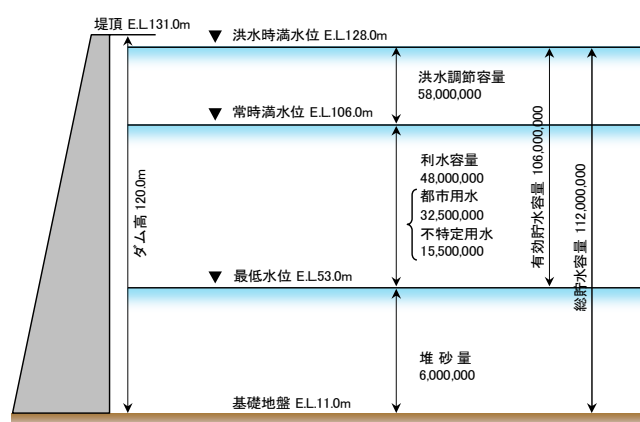 堤頂 E.L.131.0m
▼ 洪水時満水位 E.L.128.0m
洪水調節容量
58,000,000
▼ 常時満水位 E.L.106.0m
利水容量
48,000,000
都市用水
32,500,000
不特定用水
15,500,000
有効貯水容量 106,000,000
総貯水容量 112,000,000
ダム高 120.0m
▼ 最低水位 E.L.53.0m
堆 砂 量
6,000,000
基礎地盤 E.L.11.0m